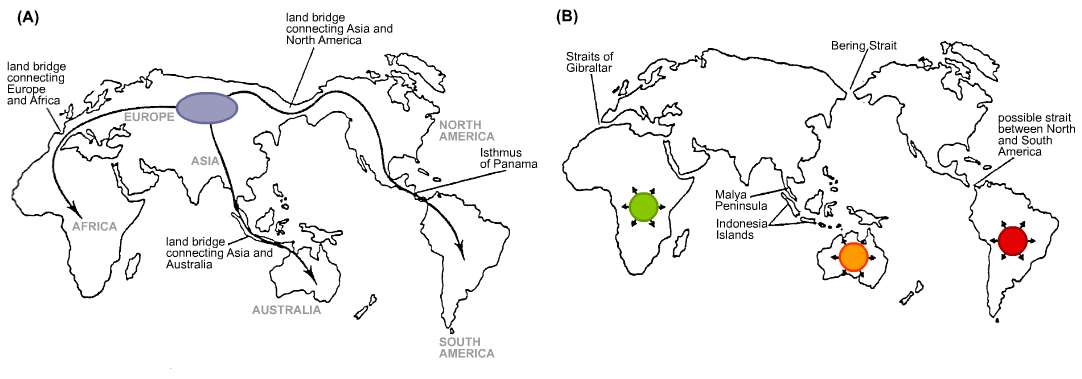 (A)
land bridge
connecting Asia and
North America
land bridge
connecting
Europe
and Africa
EUROPE
NORTH
AMERICA
ASIA
Isthmus
of Panama
AFRICA
land bridge
connecting Asia and
Australia
AUSTRALIA
SOUTH
AMERICA
(B)
Bering Strait
Straits of
Gibraltar
possible strait
between North
and South
America
Malya
Peninsula
Indonesia
Islands